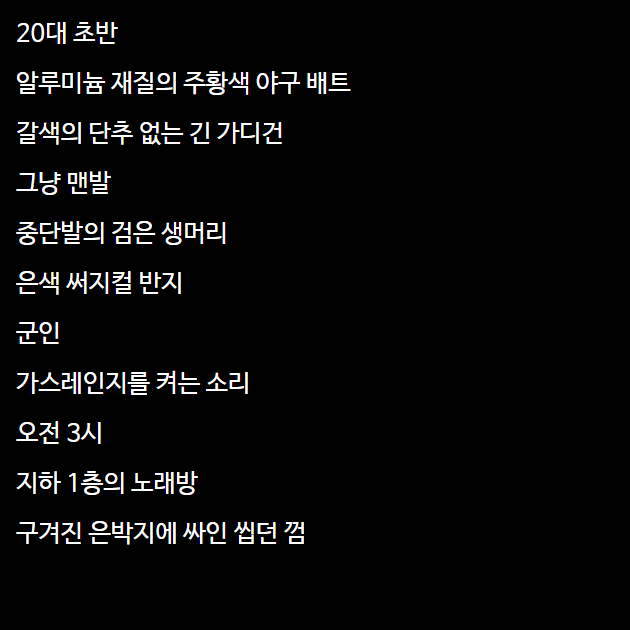 20대 초반
알루미늄 재질의 주황색 야구 배트
갈색의 단추 없는 긴 가디건
그냥 맨발
중단발의 검은 생머리
은색 써지컬 반지
군인
가스레인지를 켜는 소리
오전 3시
지하 1층의 노래방
구겨진 은박지에 싸인 씹던 껌